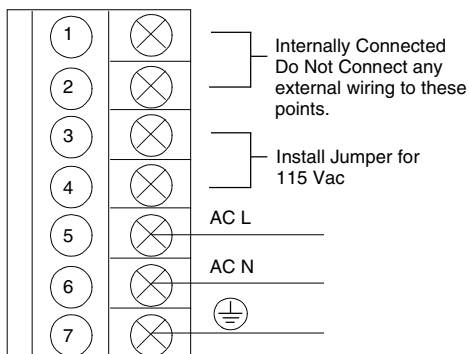 1
Internally Connected
Do Not Connect any
external wiring to these
points.
2
3
Install Jumper for
115 Vac
4
AC L
5
AC N
6
7